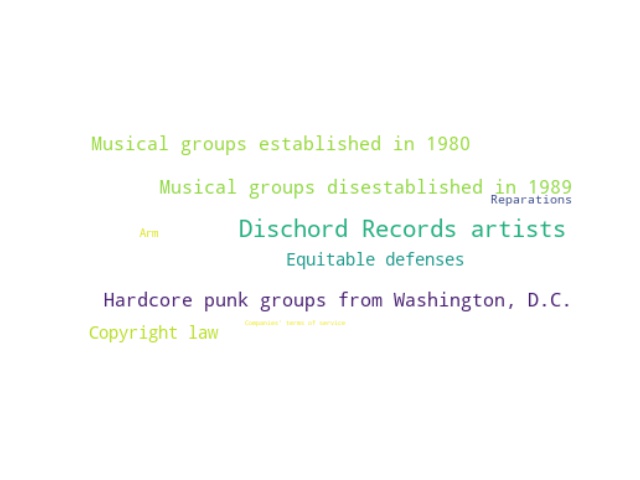 Musical groups established in 1980
Musical groups disestablished in 1989
Reparations
Arm
Dischord Records artists
Equitable defenses
Hardcore punk groups from Washington, D.C.
Companies' terms of service
Copyright law